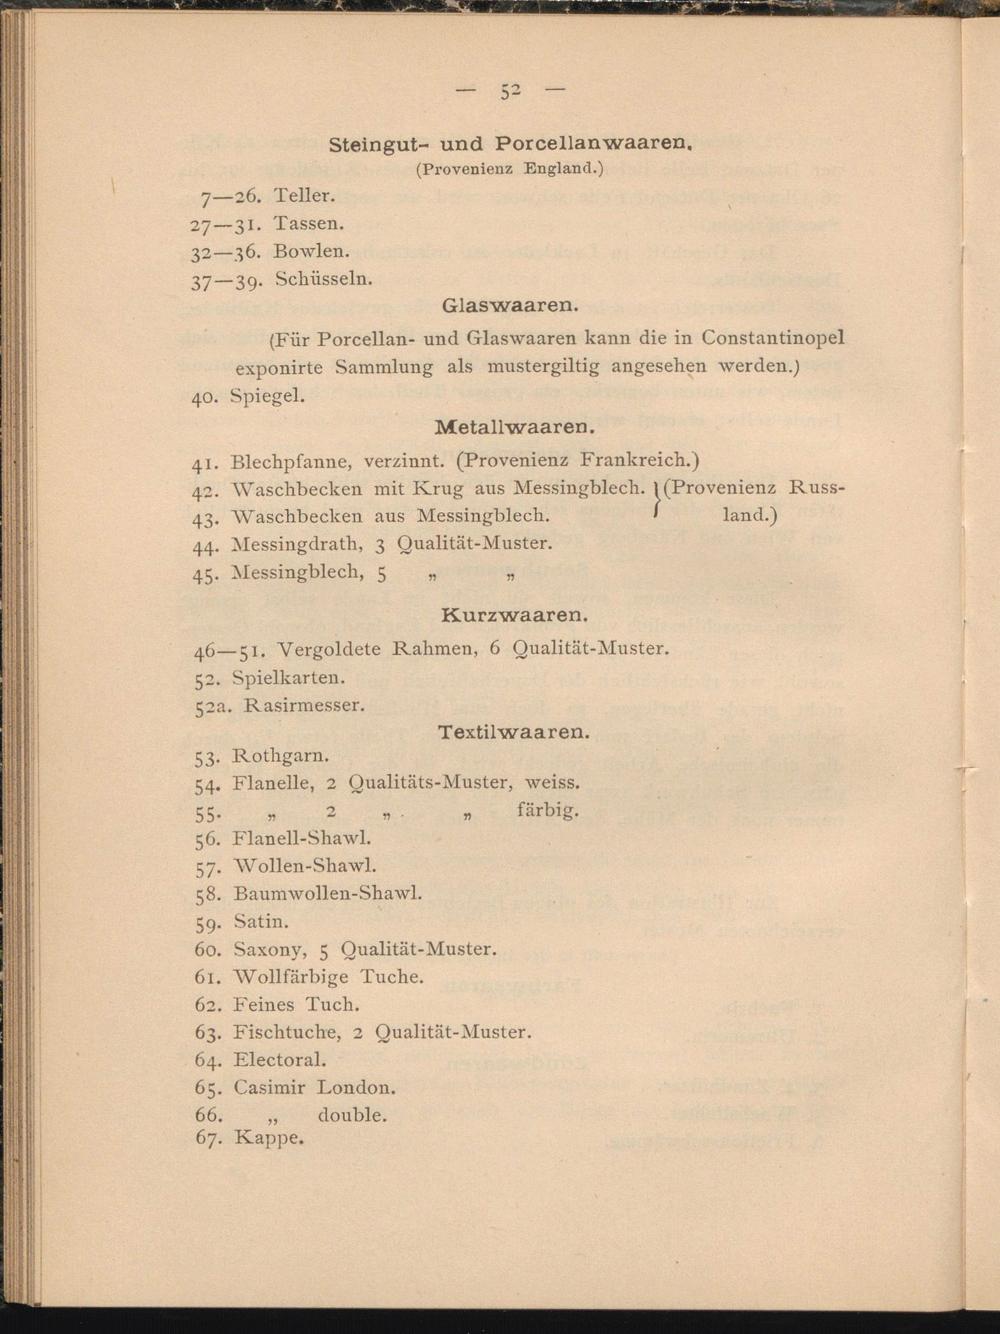 — 52 —
Steingut- und Porcellanwaaren.
(Provenienz England.)
7—26. Teller.
27—31. Tassen.
32—36. Bowlen.
37—39. Schüsseln.
Glaswaaren.
(Für Porcellan- und Glaswaaren kann die in Constantinopel
exponirte Sammlung als mustergiltig angesehen werden.)
40. Spiegel.
Metallwaaren.
41. Blechpfanne, verzinnt. (Provenienz Frankreich.)
42. Waschbecken mit Krug aus Messingblech. } (Provenienz Russ-
43. Waschbecken aus Messingblech. land.)
44. Messingdrath, 3 Qualität-Muster.
45. Messingblech, 5 „ „
Kurzwaaren.
46—51. Vergoldete Rahmen, 6 Qualität-Muster.
52. Spielkarten.
52a. Rasirmesser.
Textilwaaren.
53. Rothgarn.
54. Flanelle, 2 Qualitäts-Muster, weiss.
55. „ 2 „ „ färbig.
56. Flanell-Shawl.
57. Wollen-Shawl.
58. Baumwollen-Shawl.
59. Satin.
60. Saxony, 5 Qualität-Muster.
61. Wollfärbige Tuche.
62. Feines Tuch.
63. Fischtuche, 2 Qualität-Muster.
64. Electoral.
65. Casimir London.
66. „ double.
67. Kappe.